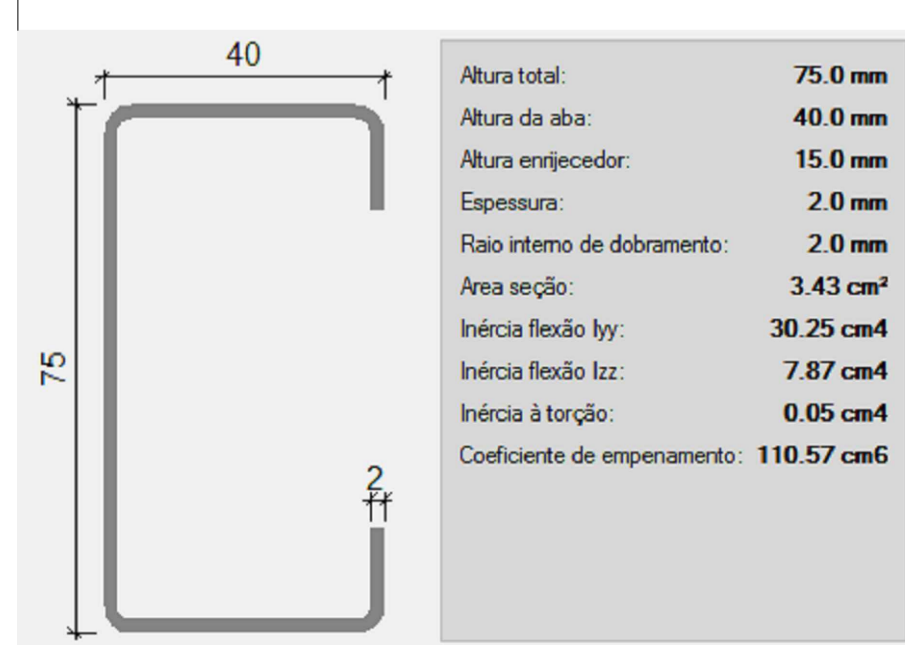 40
75
2
Altura total: 75.0 mm
Altura da aba: 40.0 mm
Altura enrijecedor: 15.0 mm
Espessura: 2.0 mm
Raio interno de dobramento: 2.0 mm
Area seção: 3.43 cm²
Inércia flexão Iyy: 30.25 cm4
Inércia flexão Izz: 7.87 cm4
Inércia à torção: 0.05 cm4
Coeficiente de empenamento: 110.57 cm6